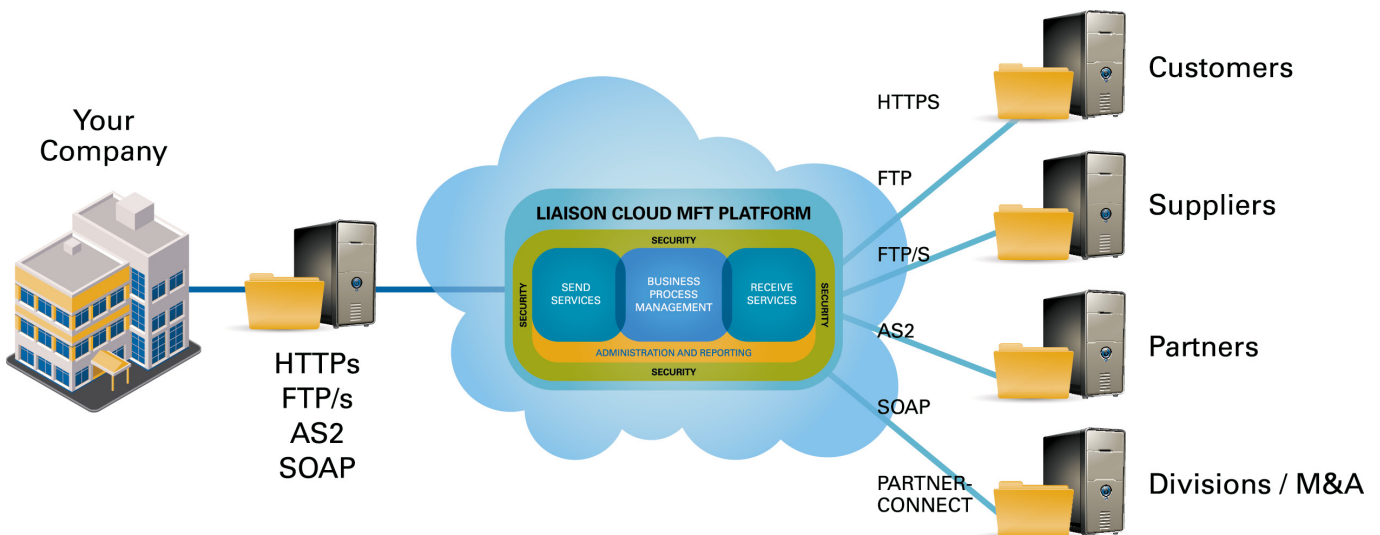 Your
Company
HTTPs
FTP/s
AS2
SOAP
LIAISON CLOUD MFT PLATFORM
SECURITY
SECURITY
SEND
SERVICES
BUSINESS
PROCESS
MANAGEMENT
RECEIVE
SERVICES
SECURITY
ADMINISTRATION AND REPORTING
SECURITY
HTTPS
FTP
FTP/S
AS2
SOAP
PARTNER-
CONNECT
Customers
Suppliers
Partners
Divisions / M&A